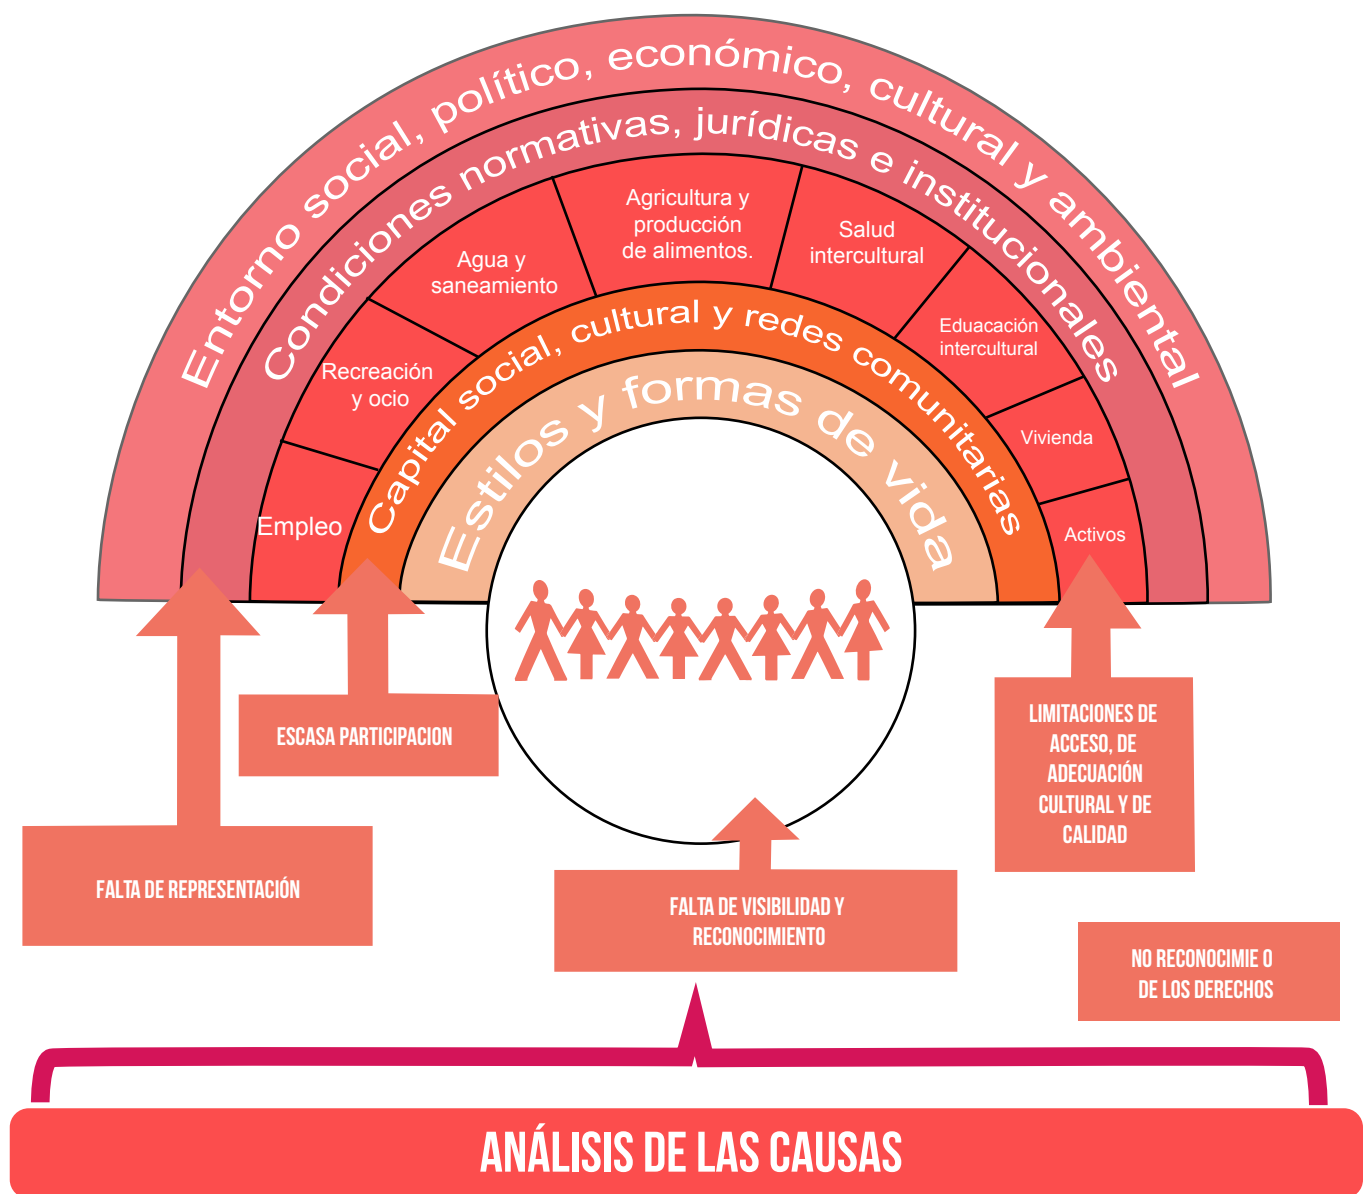 Entorno social, político, económico, cultural y ambiental
Condiciones normativas, jurídicas e institucionales
Agricultura y
producción
de alimentos.
Salud
intercultural
Agua y
saneamiento
Eduacación
intercultural
Recreación
y ocio
Vivienda
Empleo
Activos
Capital social, cultural y redes comunitarias
Estilos y formas de vida
ESCASA PARTICIPACION
LIMITACIONES DE
ACCESO, DE
ADECUACIÓN
CULTURAL Y DE
CALIDAD
FALTA DE REPRESENTACIÓN
FALTA DE VISIBILIDAD Y
RECONOCIMIENTO
NO RECONOCIMIE O
DE LOS DERECHOS
ANÁLISIS DE LAS CAUSAS